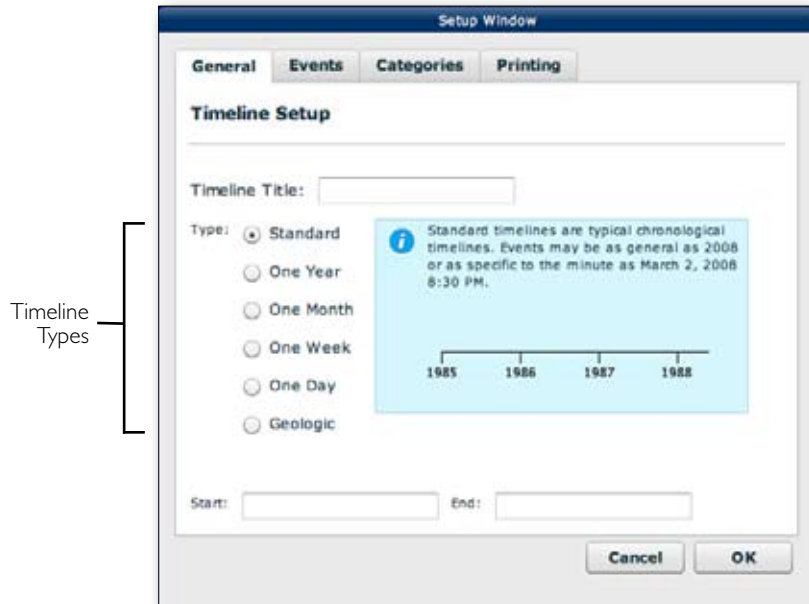 Setup Window
General Events Categories Printing
Timeline Setup
Timeline Title:
Timeline
Types
Type:
Standard
One Year
One Month
One Week
One Day
Geologic
Standard timelines are typical chronological
timelines. Events may be as general as 2008
or as specific to the minute as March 2, 2008
8:30 PM.
1985 1986 1987 1988
Start: End:
Cancel OK